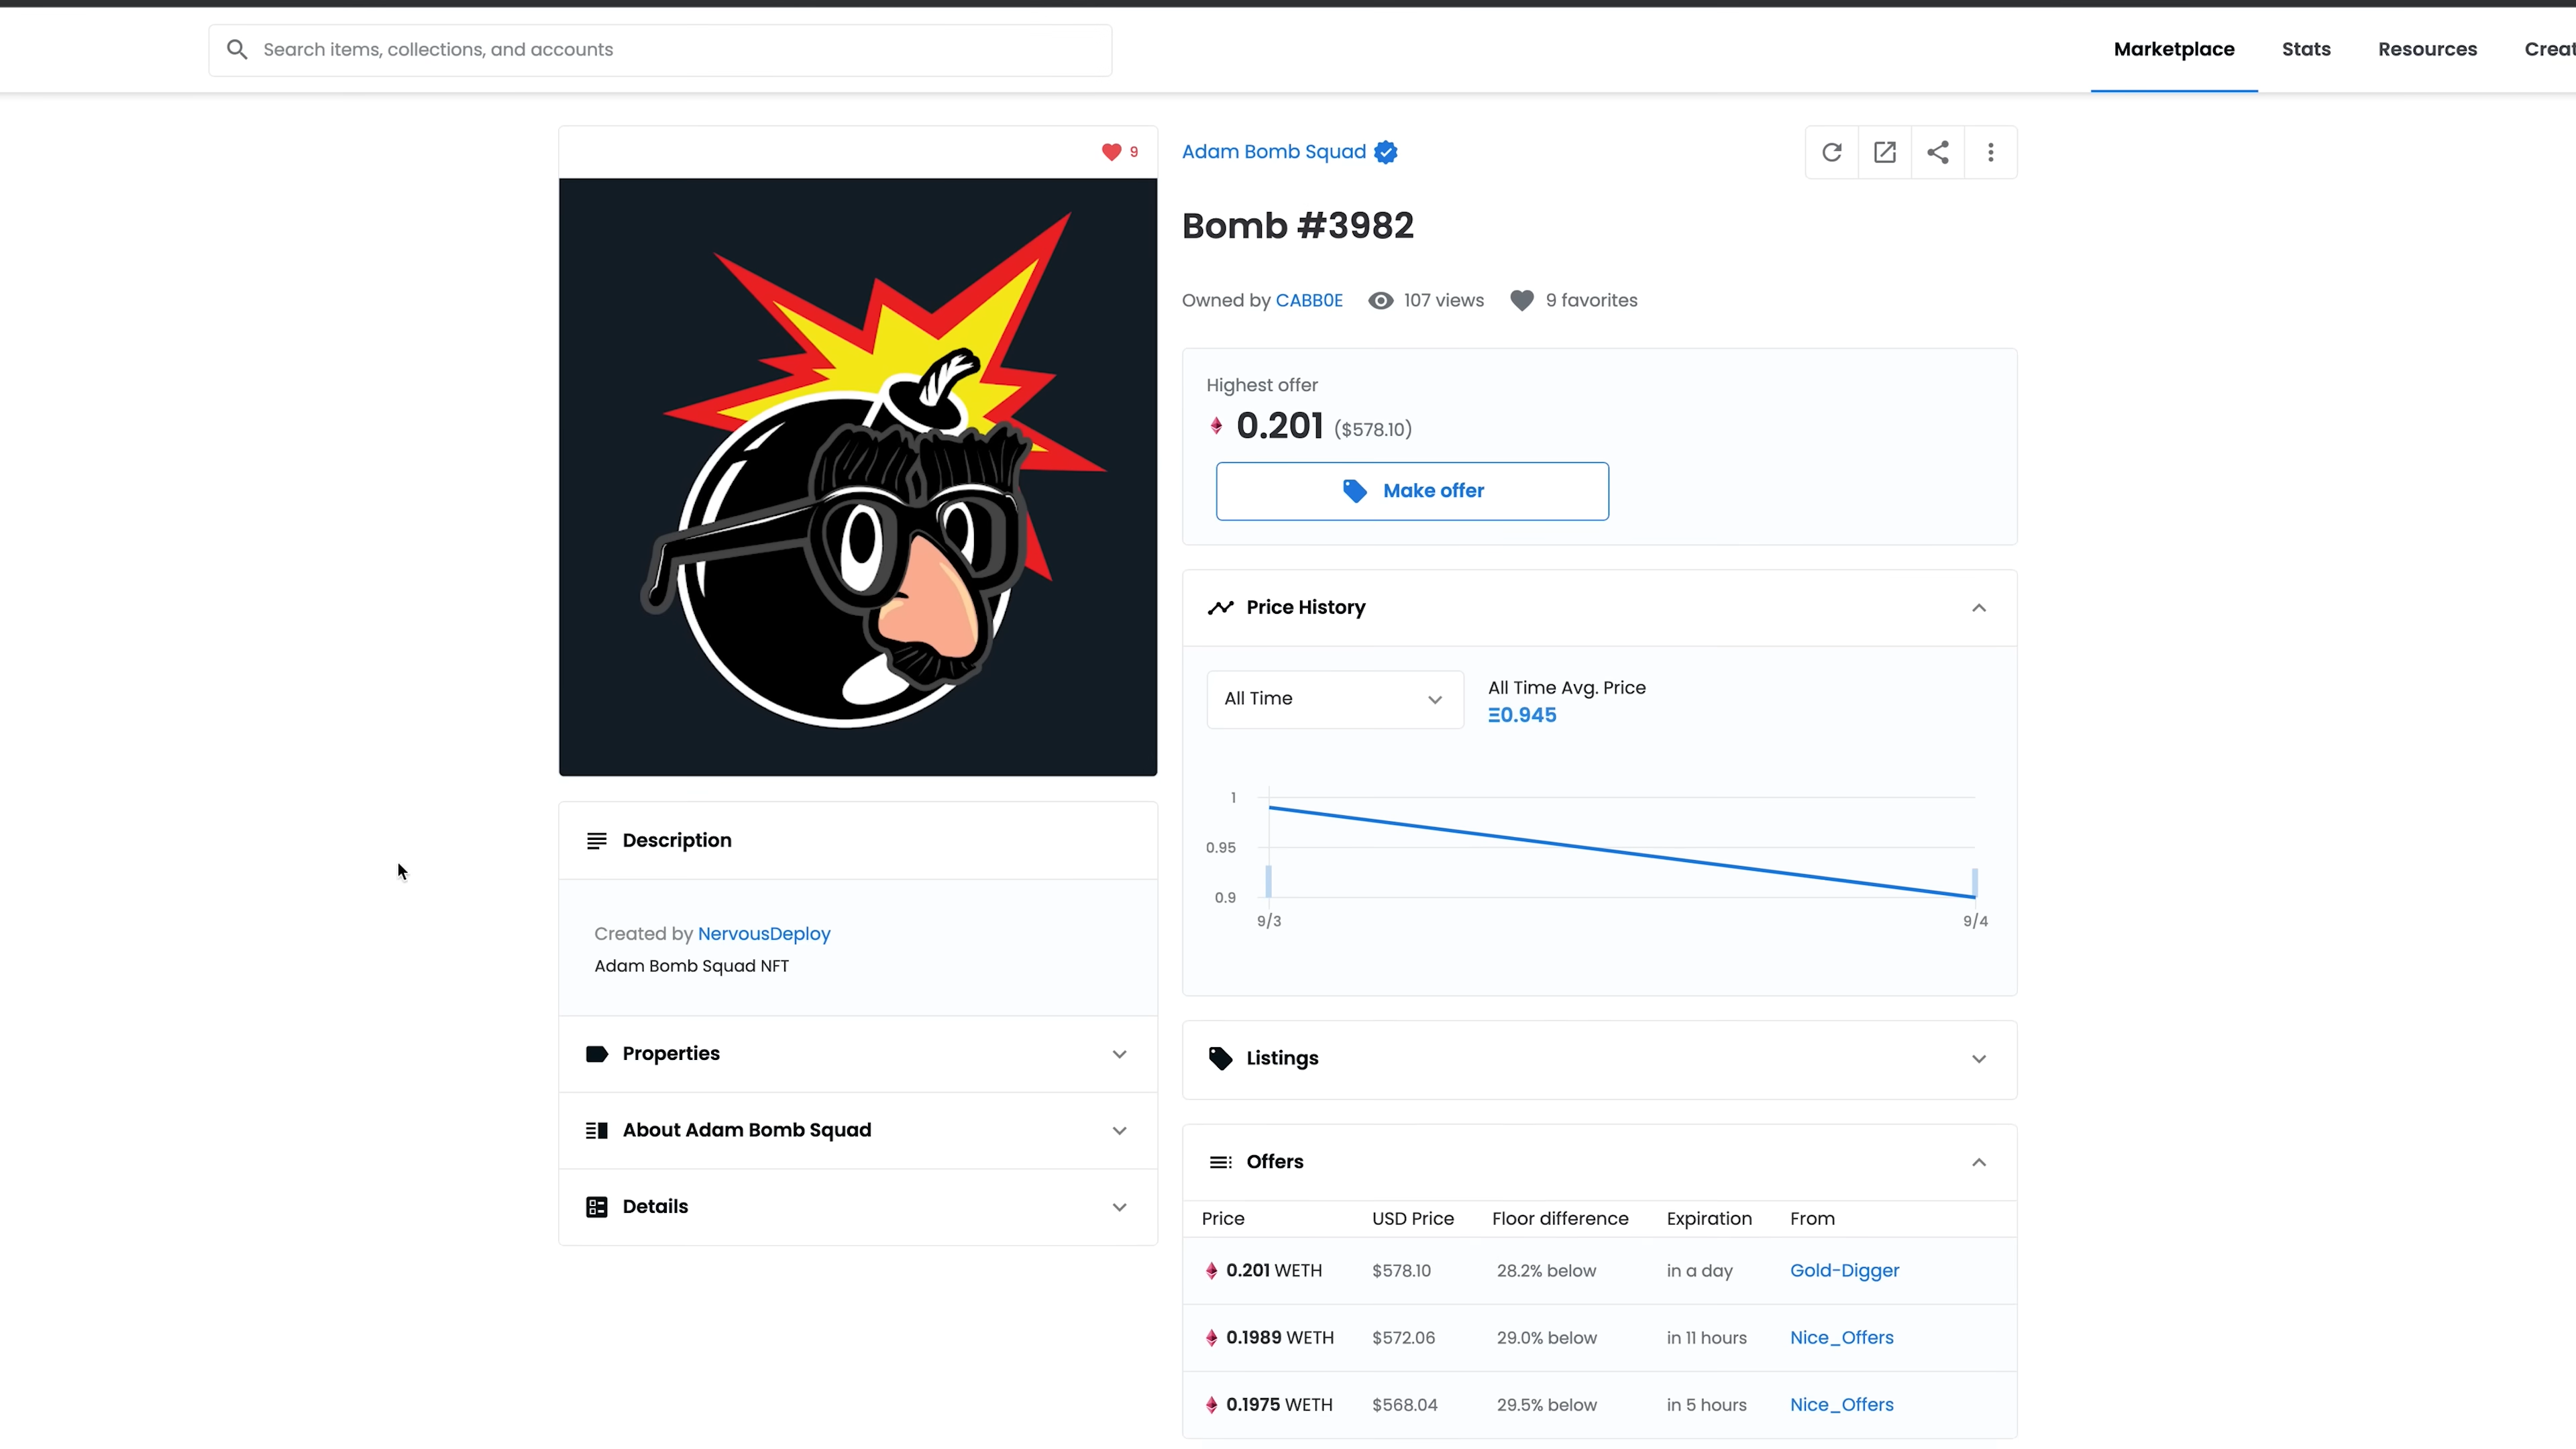 Search items, collections, and accounts
Marketplace
Stats
Resources
Creat
9
Adam Bomb Squad
Bomb #3982
Owned by CABB0E
107 views
9 favorites
Highest offer
0.201 ($578.10)
Make offer
Price History
All Time
All Time Avg. Price
Ξ0.945
1
0.95
0.9
9/3
9/4
Description
Created by NervousDeploy
Adam Bomb Squad NFT
Properties
About Adam Bomb Squad
Details
Listings
Offers
Price USD Price Floor difference Expiration From
0.201 WETH $578.10 28.2% below in a day Gold-Digger
0.1989 WETH $572.06 29.0% below in 11 hours Nice_Offers
0.1975 WETH $568.04 29.5% below in 5 hours Nice_Offers